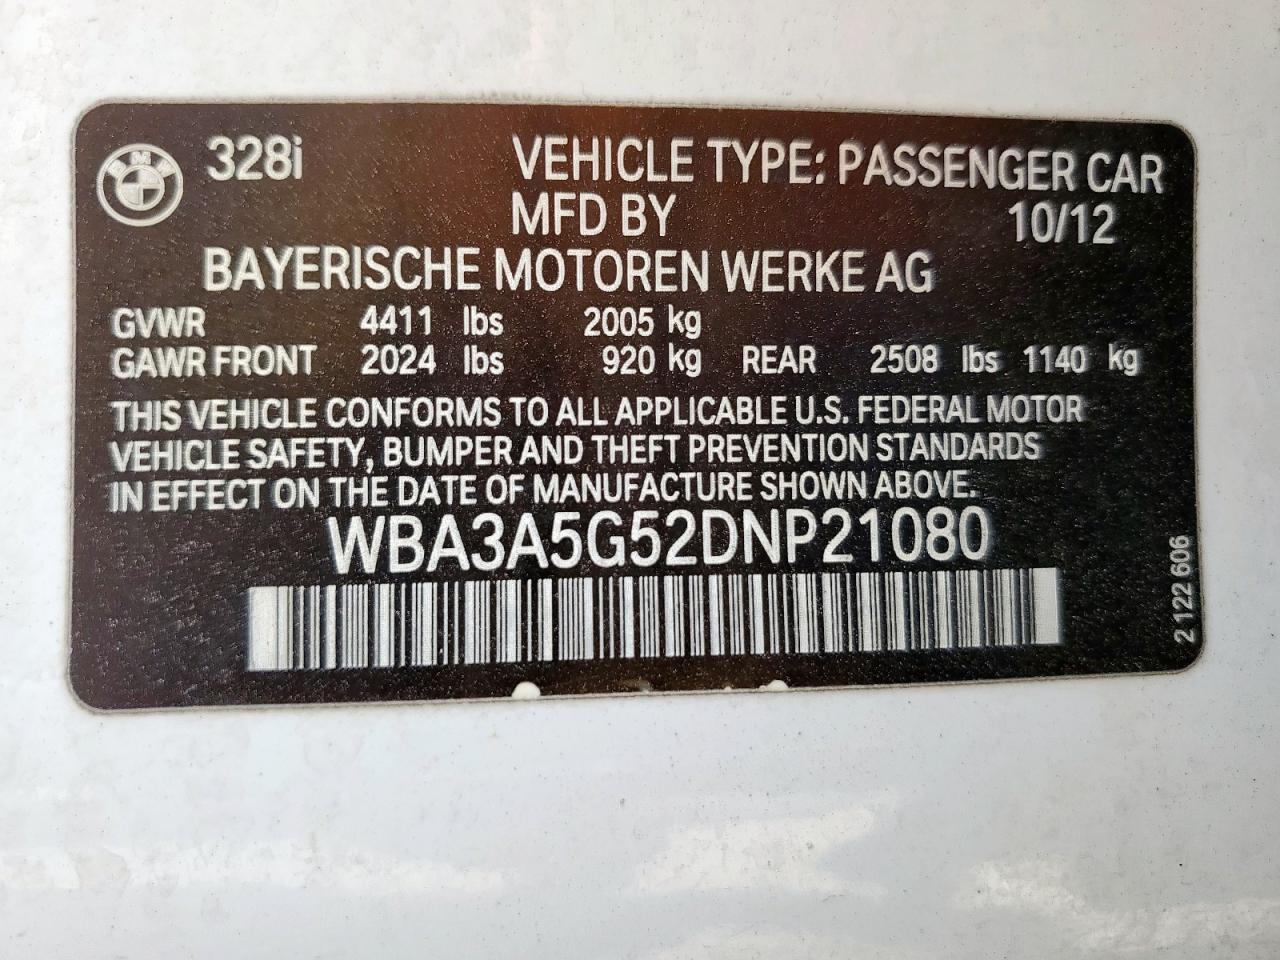 BMW 328i VEHICLE TYPE: PASSENGER CAR
MFD BY 10/12
BAYERISCHE MOTOREN WERKE AG
GVWR 4411 lbs 2005 kg
GAWR FRONT 2024 lbs 920 kg REAR 2508 lbs 1140 kg
THIS VEHICLE CONFORMS TO ALL APPLICABLE U.S. FEDERAL MOTOR
VEHICLE SAFETY, BUMPER AND THEFT PREVENTION STANDARDS
IN EFFECT ON THE DATE OF MANUFACTURE SHOWN ABOVE.
WBA3A5G52DNP21080
2 122 606